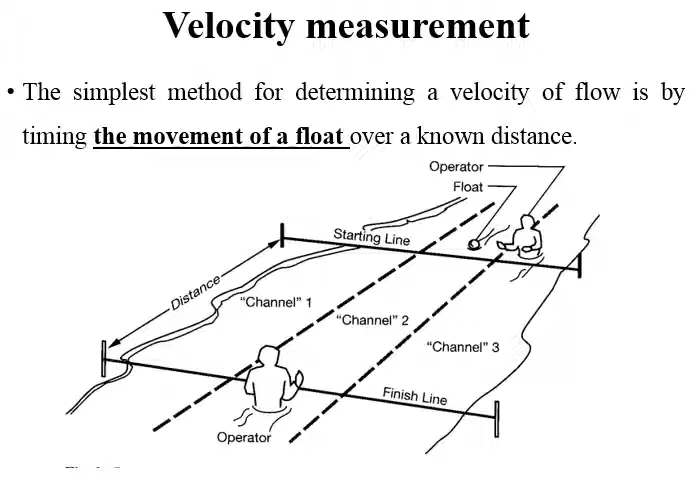 Velocity measurement
• The simplest method for determining a velocity of flow is by
timing the movement of a float over a known distance.
Operator
Float
Starting Line
Distance
"Channel" 1
"Channel" 2
"Channel" 3
Finish Line
Operator